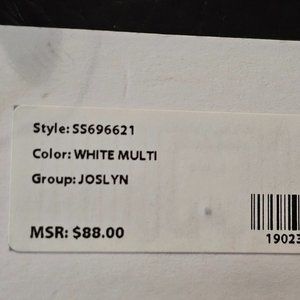 Style: SS696621
Color: WHITE MULTI
Group: JOSLYN
MSR: $88.00
19023